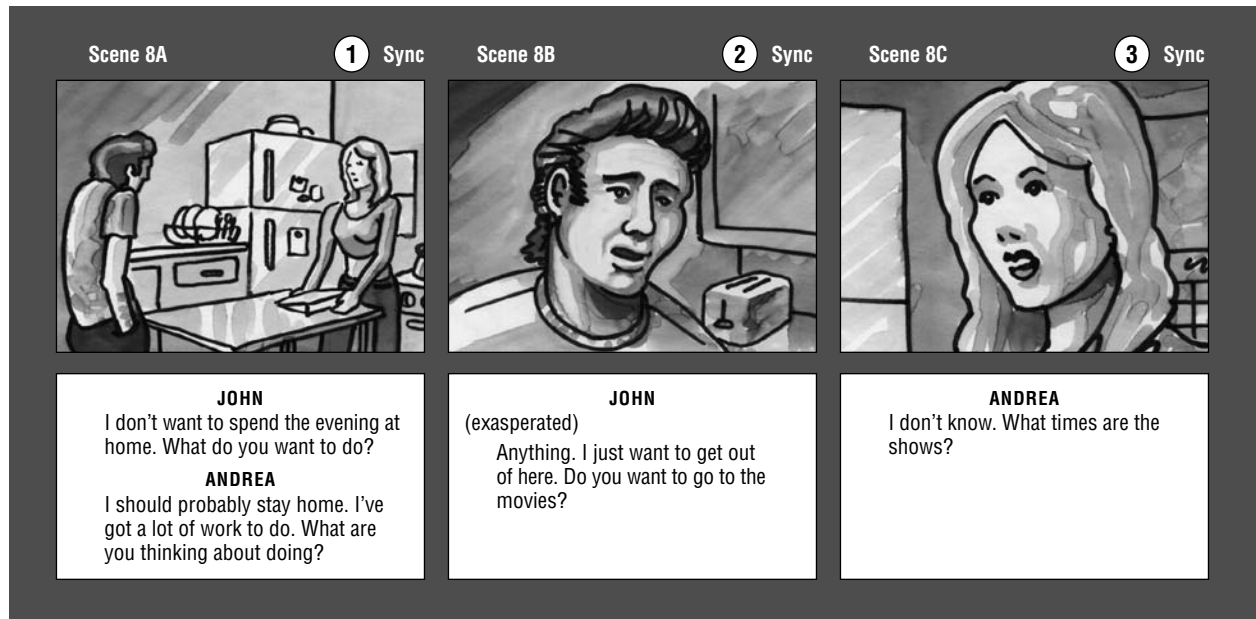 Scene 8A 1 Sync
Scene 8B 2 Sync
Scene 8C 3 Sync
JOHN
I don't want to spend the evening at
home. What do you want to do?
ANDREA
I should probably stay home. I've
got a lot of work to do. What are
you thinking about doing?
JOHN
(exasperated)
Anything. I just want to get out
of here. Do you want to go to the
movies?
ANDREA
I don't know. What times are the
shows?